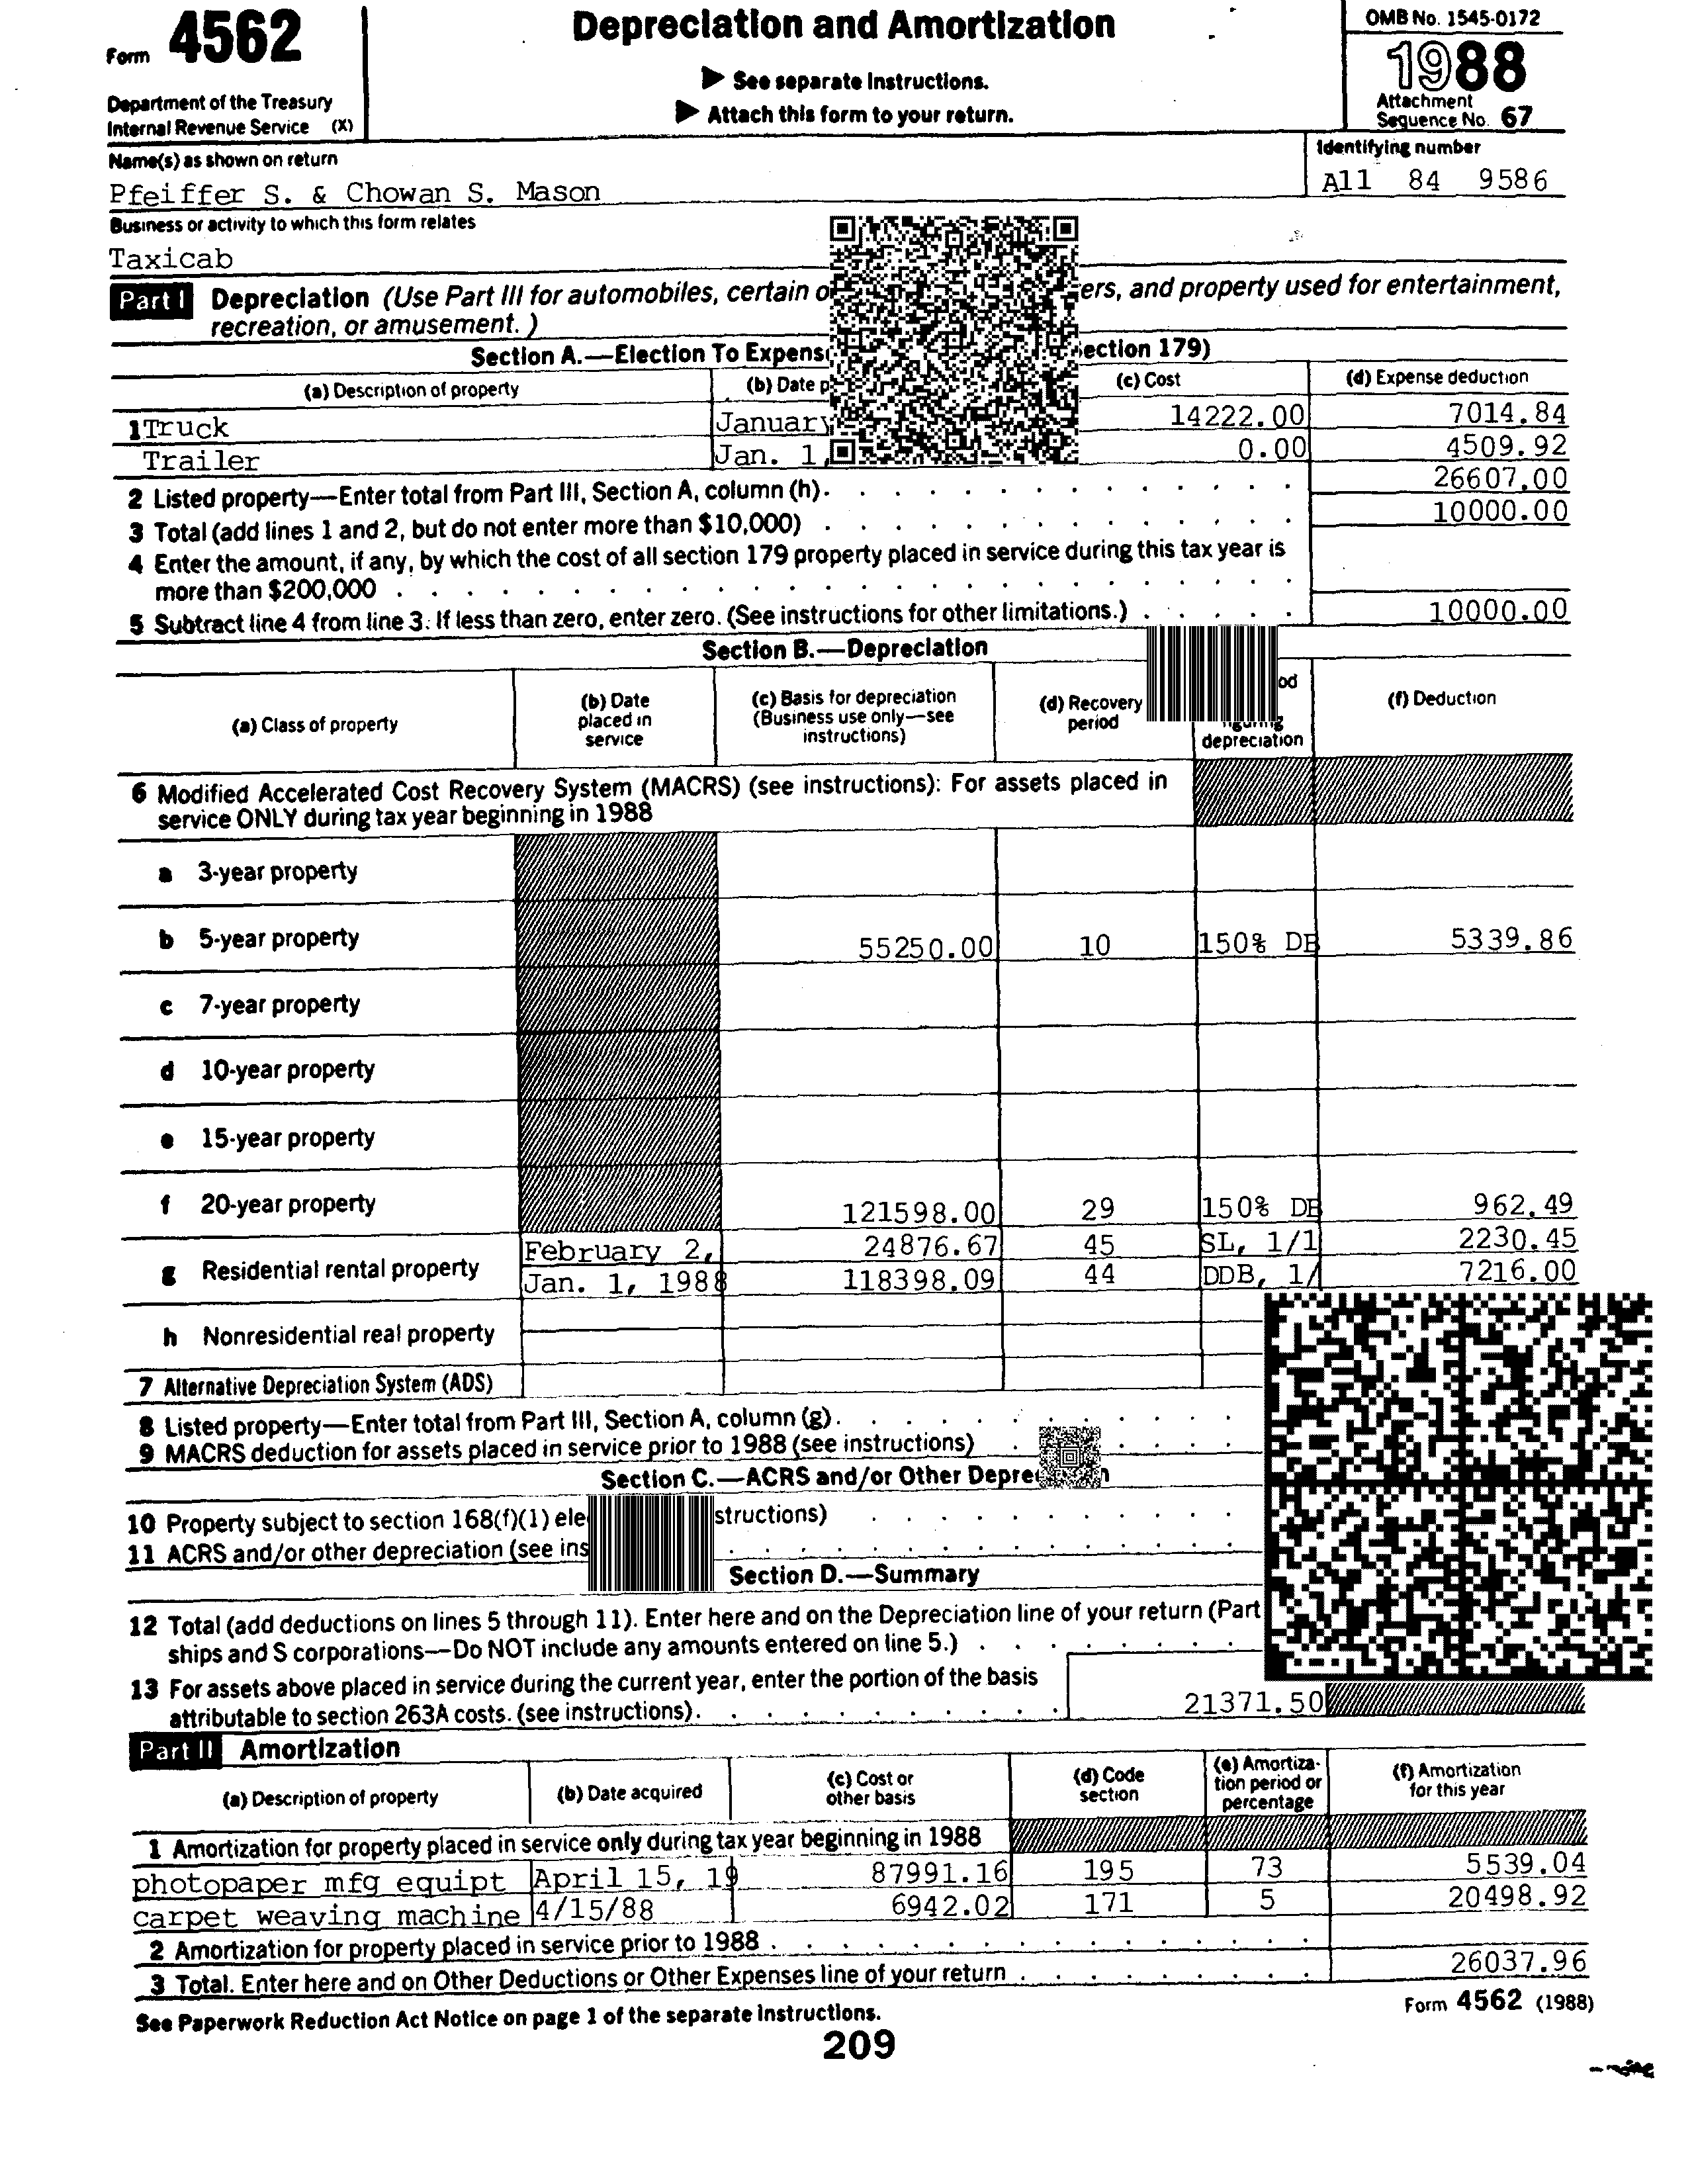 Form 4562
Department of the Treasury
Internal Revenue Service (X)
Depreciation and Amortization
▶ See separate Instructions.
▶ Attach this form to your return.
OMB No. 1545-0172
1988
Attachment
Sequence No. 67
Name(s) as shown on return
Pfeiffer S. & Chowan S. Mason
Identifying number
A11 84 9586
Business or activity to which this form relates
Taxicab
Part I Depreciation (Use Part III for automobiles, certain and property used for entertainment,
recreation, or amusement.)
Section A.—Election To 179)
(a) Description of property (b) Date (c) Cost (d) Expense deduction
1 Truck 14222.00 7014.84
Trailer Jan. 1, 0.00 4509.92
2 Listed property—Enter total from Part III, Section A, column (h). 26607.00
3 Total (add lines 1 and 2, but do not enter more than $10,000) 10000.00
4 Enter the amount, if any, by which the cost of all section 179 property placed in service during this tax year is
more than $200,000
5 Subtract line 4 from line 3. If less than zero, enter zero. (See instructions for other limitations.) 10000.00
Section B.—Depreciation
(a) Class of property (b) Date placed in service (c) Basis for depreciation (Business use only—see instructions) (d) Recovery period depreciation (f) Deduction
6 Modified Accelerated Cost Recovery System (MACRS) (see instructions): For assets placed in
service ONLY during tax year beginning in 1988
a 3-year property
b 5-year property 55250.00 10 150% DB 5339.86
c 7-year property
d 10-year property
e 15-year property
f 20-year property 121598.00 29 150% DB 962.49
g Residential rental property February 2, 24876.67 45 SL, 1/1 2230.45
Jan. 1, 1988 118398.09 44 DDB, 1/ 7216.00
h Nonresidential real property
7 Alternative Depreciation System (ADS)
8 Listed property—Enter total from Part III, Section A, column (g).
9 MACRS deduction for assets placed in service prior to 1988 (see instructions)
Section C.—ACRS and/or Other
10 Property subject to section 168(f)(1)
11 ACRS and/or other depreciation (see
Section D.—Summary
12 Total (add deductions on lines 5 through 11). Enter here and on the Depreciation line of your return (Part
ships and S corporations—Do NOT include any amounts entered on line 5.)
13 For assets above placed in service during the current year, enter the portion of the basis
attributable to section 263A costs. (see instructions). 21371.50
Part II Amortization
(a) Description of property (b) Date acquired (c) Cost or other basis (d) Code section (e) Amortiza- tion period or percentage (f) Amortization for this year
1 Amortization for property placed in service only during tax year beginning in 1988
photopaper mfg equipt April 15, 19 87991.16 195 73 5539.04
carpet weaving machine 4/15/88 6942.02 171 5 20498.92
2 Amortization for property placed in service prior to 1988
3 Total. Enter here and on Other Deductions or Other Expenses line of your return 26037.96
See Paperwork Reduction Act Notice on page 1 of the separate Instructions.
Form 4562 (1988)
209